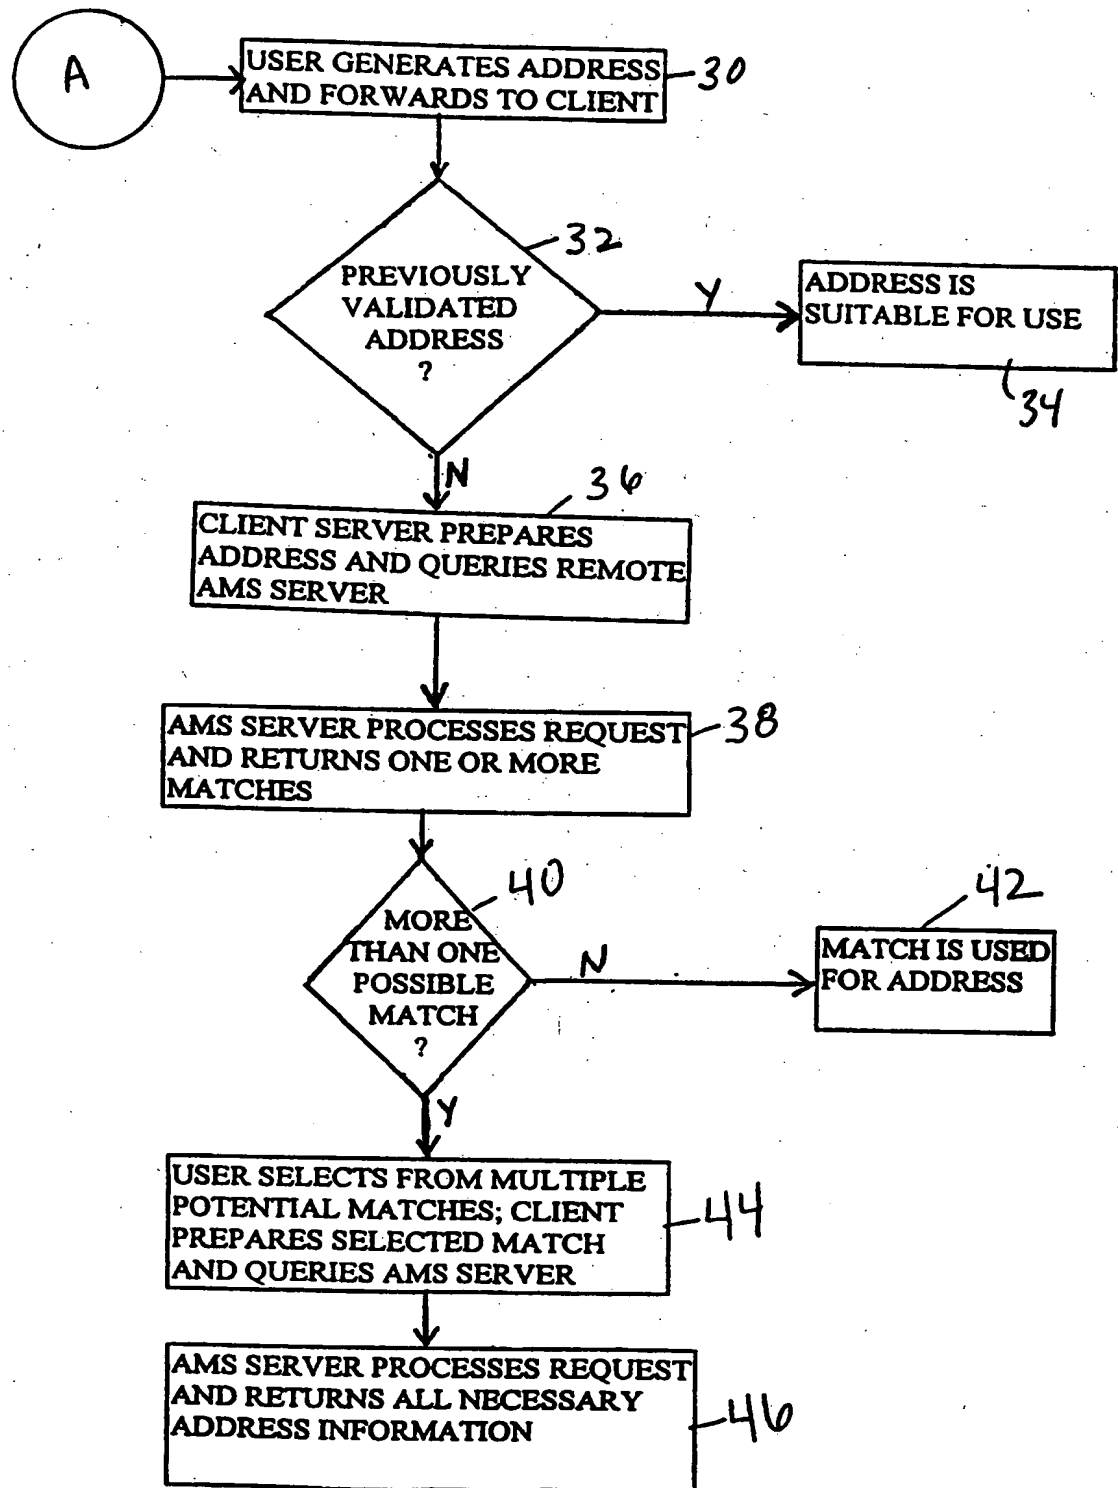 A
USER GENERATES ADDRESS
AND FORWARDS TO CLIENT
30
32
PREVIOUSLY
VALIDATED
ADDRESS
?
Y
ADDRESS IS
SUITABLE FOR USE
34
N
36
CLIENT SERVER PREPARES
ADDRESS AND QUERIES REMOTE
AMS SERVER
AMS SERVER PROCESSES REQUEST
AND RETURNS ONE OR MORE
MATCHES
38
40
MORE
THAN ONE
POSSIBLE
MATCH
?
N
42
MATCH IS USED
FOR ADDRESS
Y
USER SELECTS FROM MULTIPLE
POTENTIAL MATCHES; CLIENT
PREPARES SELECTED MATCH
AND QUERIES AMS SERVER
44
AMS SERVER PROCESSES REQUEST
AND RETURNS ALL NECESSARY
ADDRESS INFORMATION
46